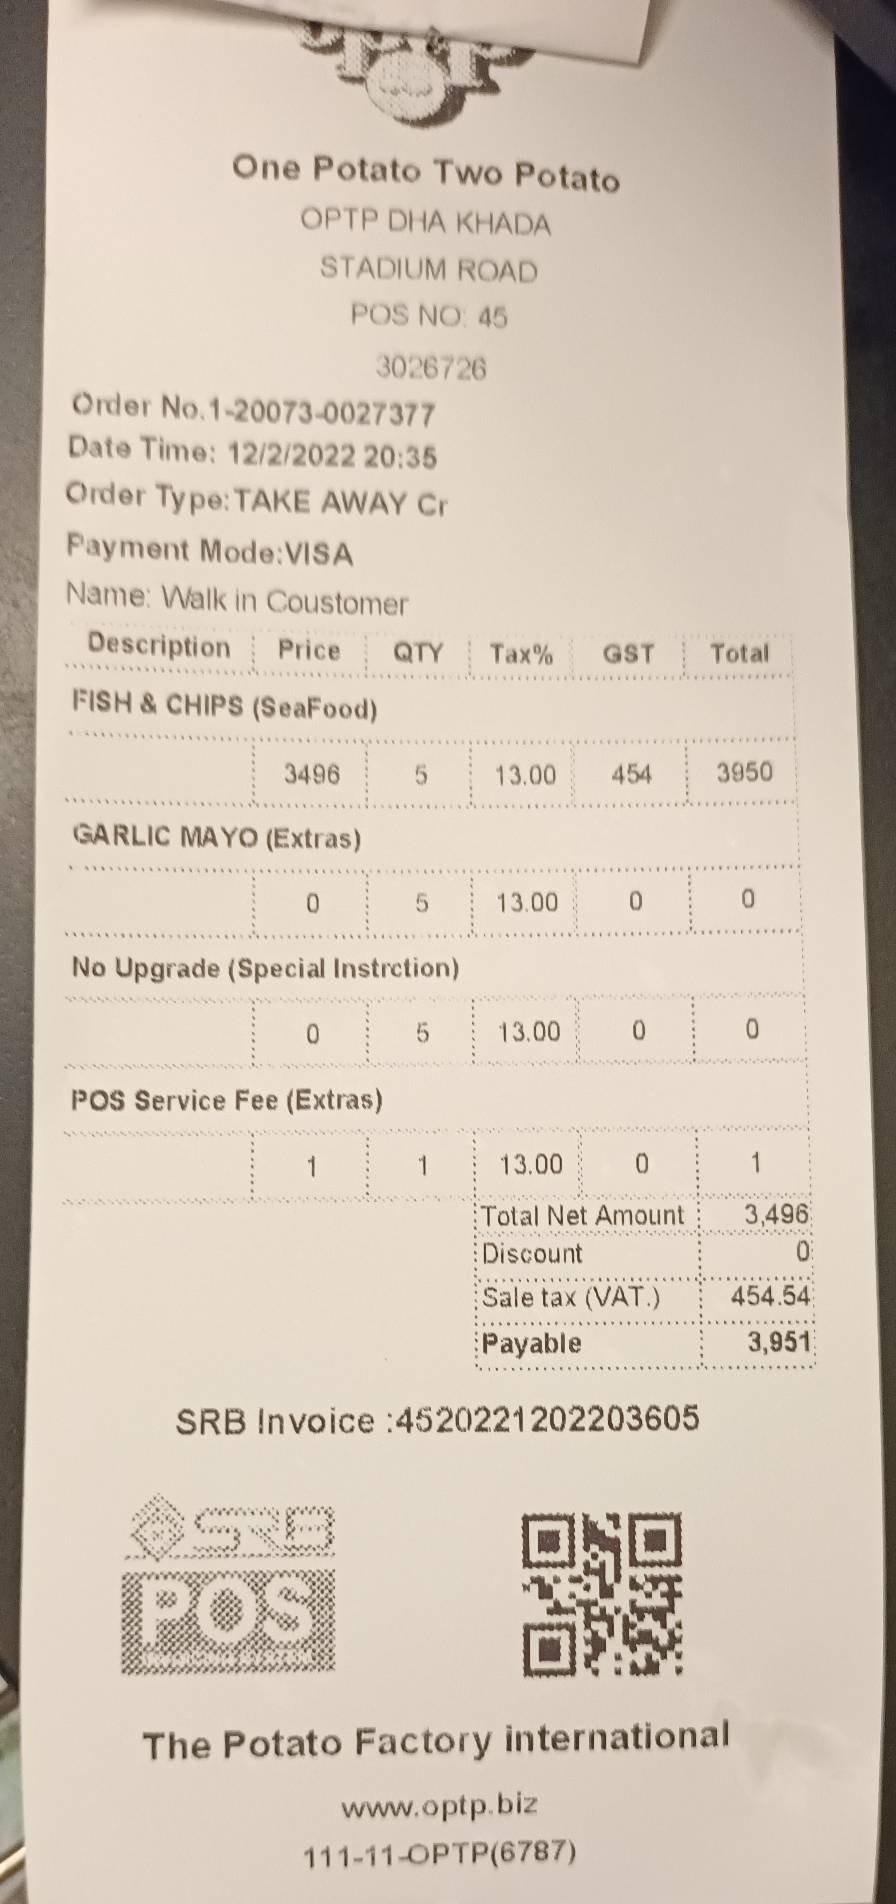 One Potato Two Potato
OPTP DHA KHADA
STADIUM ROAD
POS NO: 45
3026726
Order No.1-20073-0027377
Date Time: 12/2/2022 20:35
Order Type:TAKE AWAY Cr
Payment Mode:VISA
Name: Walk in Coustomer
Description Price QTY Tax% GST Total
FISH & CHIPS (SeaFood)
3496 5 13.00 454 3950
GARLIC MAYO (Extras)
0 5 13.00 0 0
No Upgrade (Special Instrction)
0 5 13.00 0 0
POS Service Fee (Extras)
1 1 13.00 0 1
Total Net Amount 3,496
Discount 0
Sale tax (VAT.) 454.54
Payable 3,951
SRB Invoice :4520221202203605
SRB
POS
The Potato Factory international
www.optp.biz
111-11-OPTP(6787)